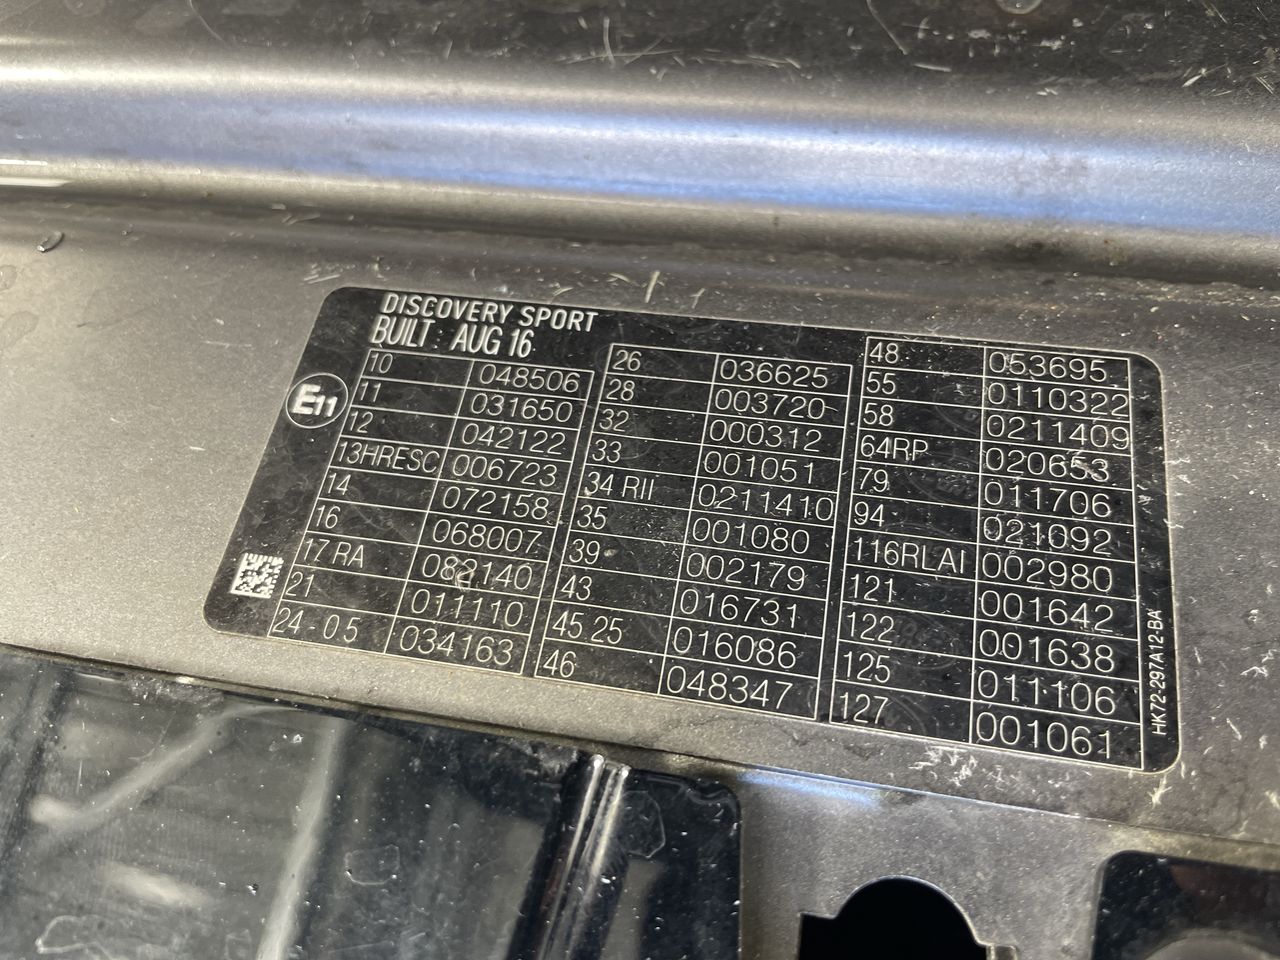 DISCOVERY SPORT
BUILT : AUG 16
E11
10 048506
11 031650
12 042122
13HRESC 006723
14 072158
16 068007
17 RA 082140
21 011110
24-05 034163
26 036625
28 003720
32 000312
33 001051
34 RII 0211410
35 001080
39 002179
43 016731
45 25 016086
46 048347
48 053695
55 0110322
58 0211409
64RP 020653
79 011706
94 021092
116RLAI 002980
121 001642
122 001638
125 011106
127 001061
HK72-297A12-BA